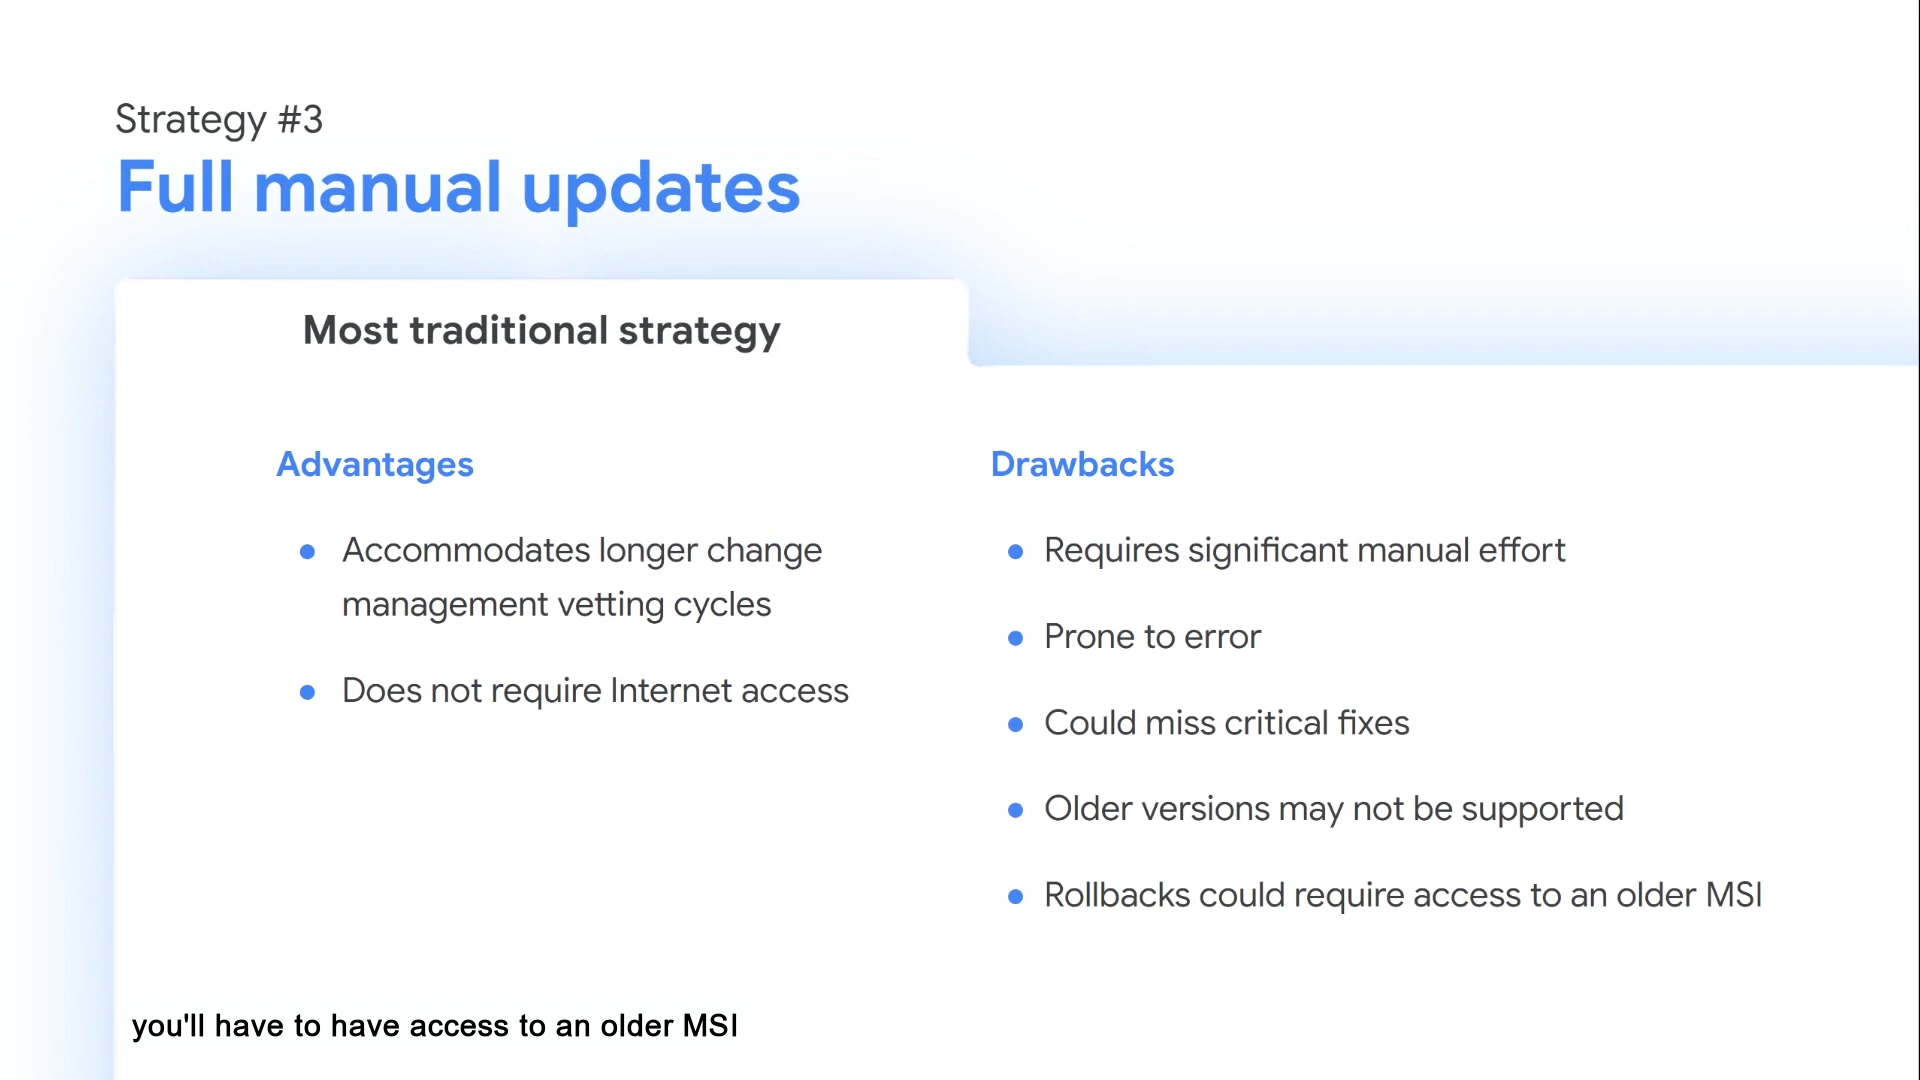 Strategy #3
Full manual updates
Most traditional strategy
Advantages
Accommodates longer change
management vetting cycles
Does not require Internet access
Drawbacks
Requires significant manual effort
Prone to error
Could miss critical fixes
Older versions may not be supported
Rollbacks could require access to an older MSI
you'll have to have access to an older MSI